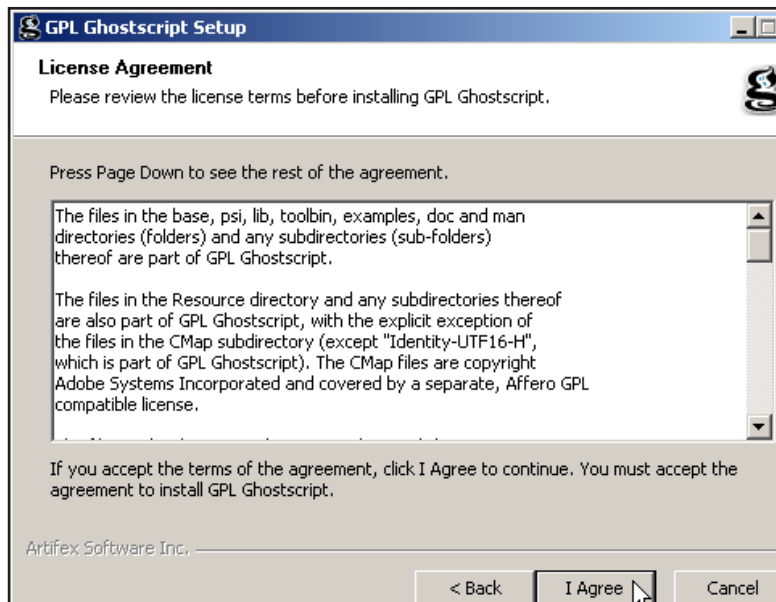 GPL Ghostscript Setup
License Agreement
Please review the license terms before installing GPL Ghostscript.
Press Page Down to see the rest of the agreement.
The files in the base, psi, lib, toolbin, examples, doc and man
directories (folders) and any subdirectories (sub-folders)
thereof are part of GPL Ghostscript.
The files in the Resource directory and any subdirectories thereof
are also part of GPL Ghostscript, with the explicit exception of
the files in the CMap subdirectory (except "Identity-UTF16-H",
which is part of GPL Ghostscript). The CMap files are copyright
Adobe Systems Incorporated and covered by a separate, Affero GPL
compatible license.
If you accept the terms of the agreement, click I Agree to continue. You must accept the
agreement to install GPL Ghostscript.
Artifex Software Inc.
< Back I Agree Cancel